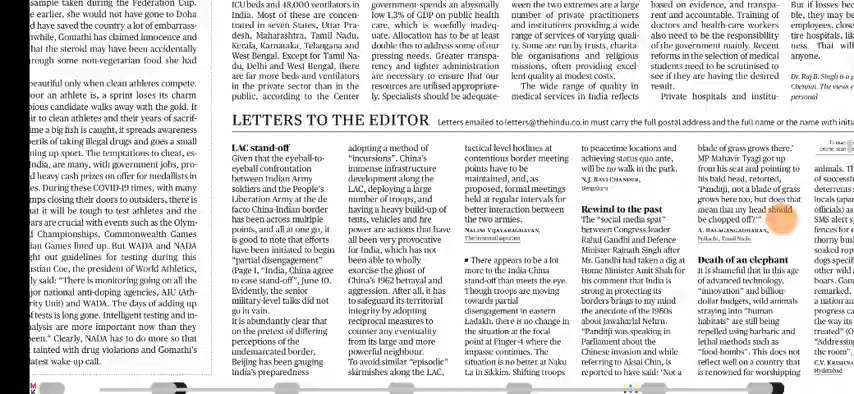 sample taken during the Federation Cup.
e earlier, she would not have gone to Doha
d have saved the country a lot of embarrass-
while, Gomathi has claimed innocence and
that the steroid may have been accidentally
rough some non-vegetarian food she had
beautiful only when clean athletes compete.
oor an athlete is, a sprint loses its charm
bious candidate walks away with the gold. It
ir to clean athletes and their years of sacrif-
ime a big fish is caught, it spreads awareness
perils of taking illegal drugs and goes a small
ning up sport. The temptations to cheat, es-
India, are many, with government jobs, pro-
d heavy cash prizes on offer for medallists in
es. During these COVID-19 times, with many
mps closing their doors to outsiders, there is
at it will be tough to test athletes and the
ars are crucial with events such as the Olym-
Championships, Commonwealth Games
ian Games lined up. But WADA and NADA
ght out guidelines for testing during this
astian Coe, the president of World Athletics,
ly said: "There is monitoring going on all the
jor national anti-doping agencies, AIU (Ath-
rity Unit) and WADA. The days of adding up
f tests is long gone. Intelligent testing and in-
nalysis are more important now than they
been." Clearly, NADA has to do more that
tainted with drug violations and Gomathi's
latest wake-up call.
ICU beds and 48,000 ventilators in
India. Most of these are concen-
trated in seven States, Uttar Pra-
desh, Maharashtra, Tamil Nadu,
Kerala, Karnataka, Telangana and
West Bengal. Except for Tamil Na-
du, Delhi and West Bengal, there
are far more beds and ventilators
in the private sector than in the
public, according to the Center
government spends an abysmally
low 1.3% of GDP on public health
care, which is woefully inadeq-
uate. Allocation has to be at least
double this to address some of our
pressing needs. Greater transpa-
rency and tighter administration
are necessary to ensure that our
resources are utilised appropriate-
ly. Specialists should be adequate-
ween the two extremes are a large
number of private practitioners
and institutions providing a wide
range of services of varying quali-
ty. Some are run by trusts, charita-
ble organisations and religious
missions, often providing excel-
lent quality at modest costs.
The wide range of quality in
medical services in India reflects
based on evidence, and transpa-
rent and accountable. Training of
doctors and health-care workers
also need to be the responsibility
of the government mainly. Recent
reforms in the selection of medical
students need to be scrutinised to
see if they are having the desired
result.
Private hospitals and institu-
But if losses bec
ble, they may be
employees, close
tire hospitals, lik
ness. That will
anyone.
Dr. Raj B. Singh is a p
Chennai. The views e
personal
LETTERS TO THE EDITOR Letters emailed to letters@thehindu.co.in must carry the full postal address and the full name or the name with initia
LAC stand-off
Given that the eyeball-to-
eyeball confrontation
between Indian Army
soldiers and the People's
Liberation Army at the de
facto China-Indian border
has been across multiple
points, and all at one go, it
is good to note that efforts
have been initiated to begin
"partial disengagement"
(Page 1, "India, China agree
to ease stand-off", June 10.
Evidently, the senior
military-level talks did not
go in vain.
It is abundantly clear that
on the pretext of differing
perceptions of the
undemarcated border,
Beijing has been gauging
India's preparedness
adopting a method of
"incursions". China's
immense infrastructure
development along the
LAC, deploying a large
number of troops, and
having a heavy build-up of
tents, vehicles and fire
power are actions that have
all been very provocative
for India, which has not
been able to wholly
exorcise the ghost of
China's 1962 betrayal and
aggression. After all, it has
to safeguard its territorial
integrity by adopting
reciprocal measures to
counter any eventuality
from its large and more
powerful neighbour.
To avoid similar "episodic"
skirmishes along the LAC,
tactical level hotlines at
contentious border meeting
points have to be
maintained, and, as
proposed, formal meetings
held at regular intervals for
better interaction between
the two armies.
NALINI VIJAYARAGHAVAN,
Thiruvananthapuram
■ There appears to be a lot
more to the India-China
stand-off than meets the eye.
Though troops are moving
towards partial
disengagement in eastern
Ladakh, there is no change in
the situation at the focal
point at Finger-4 where the
impasse continues. The
situation is no better at Naku
La in Sikkim. Shifting troops
to peacetime locations and
achieving status quo ante,
will be no walk in the park.
N.J. RAVI CHANDER,
Bengaluru
Rewind to the past
The "social media spat"
between Congress leader
Rahul Gandhi and Defence
Minister Rajnath Singh after
Mr. Gandhi had taken a dig at
Home Minister Amit Shah for
his comment that India is
strong in protecting its
borders brings to my mind
the anecdote of the 1960s
about Jawaharlal Nehru.
"Panditji was speaking in
Parliament about the
Chinese invasion and while
referring to Aksai Chin, is
reported to have said: 'Not a
blade of grass grows there.'
MP Mahavir Tyagi got up
from his seat and pointing to
his bald head, retorted,
'Panditji, not a blade of grass
grows here too, but does that
mean that my head should
be chopped off?'"
A. BALAGANGADHARAN,
Pollachi, Tamil Nadu
Death of an elephant
It is shameful that in this age
of advanced technology,
"innovation" and billion-
dollar budgets, wild animals
straying into "human
habitats" are still being
repelled using barbaric and
lethal methods such as
"food-bombs". This does not
reflect well on a country that
is renowned for worshipping
animals. Th
of successf
deterrents
locals (apar
officials) as
SMS alert s
fences for e
thorny bush
soaked rop
dogs specifi
other wild a
boars. Gand
remarked,
a nation an
progress ca
the way its
treated" (O
"Addressing
the room",
C.V. KRISHNA
Hyderabad